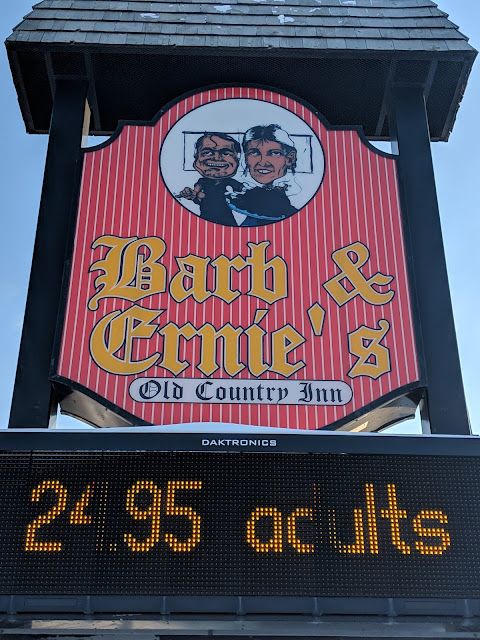 Barb &
Ernie's
Old Country Inn
DAKTRONICS
24.95 adults